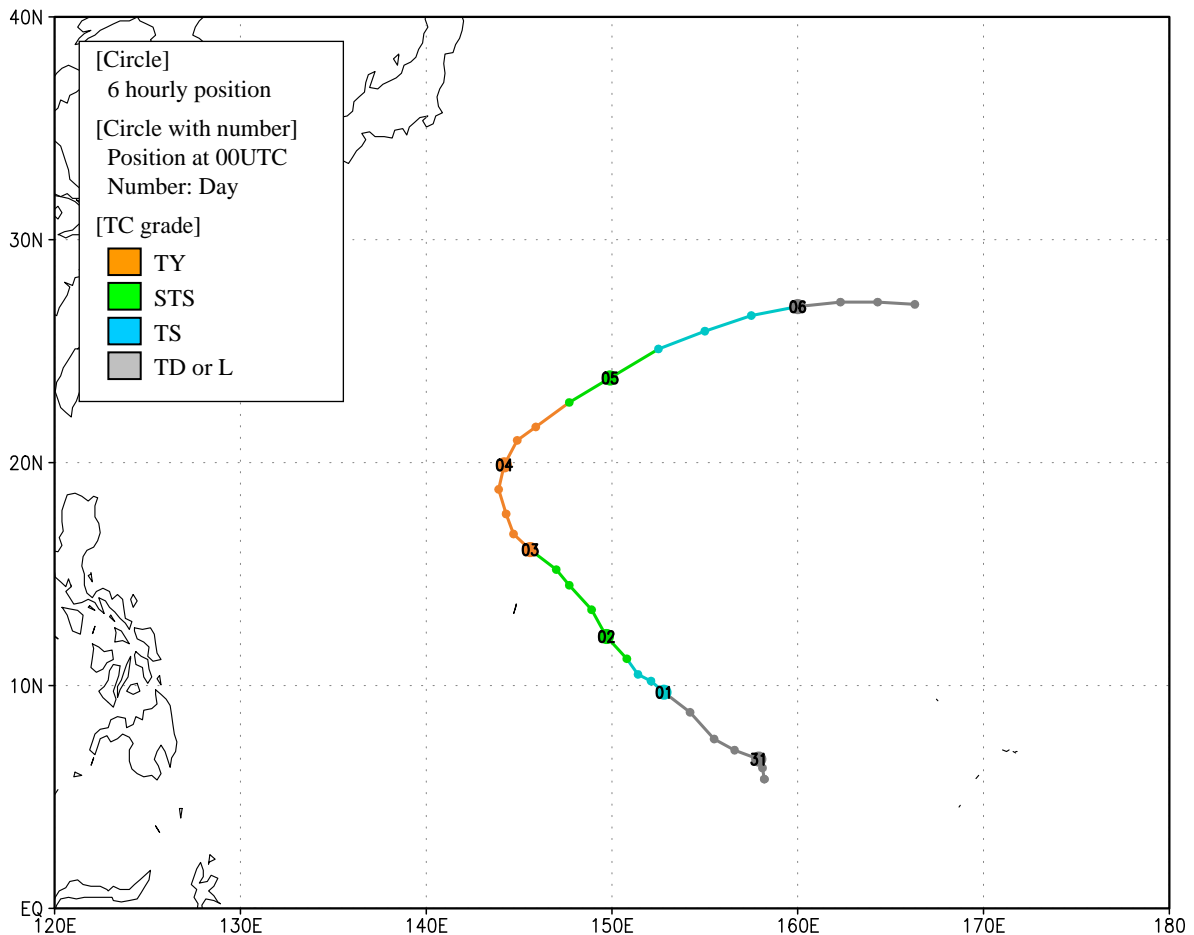 40N
[Circle]
6 hourly position
[Circle with number]
Position at 00UTC
Number: Day
[TC grade]
TY
STS
TS
TD or L
30N
06
05
20N
04
03
02
10N
01
31
EQ
120E 130E 140E 150E 160E 170E 180